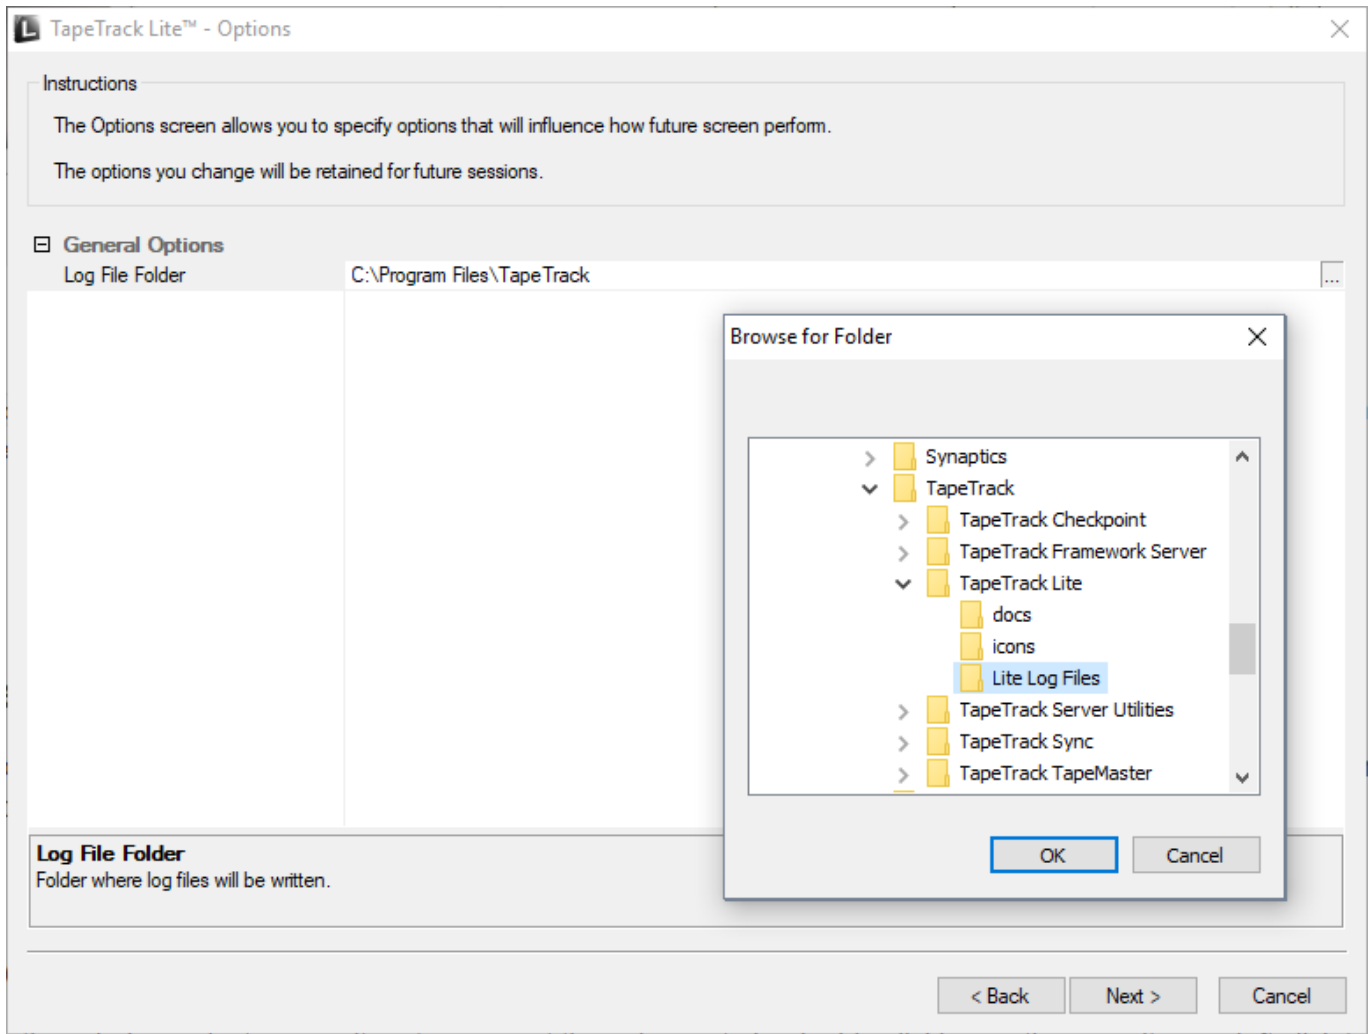 TapeTrack Lite™ - Options
Instructions
The Options screen allows you to specify options that will influence how future screen perform.
The options you change will be retained for future sessions.
General Options
Log File Folder
C:\Program Files\TapeTrack
...
Browse for Folder
Synaptics
TapeTrack
TapeTrack Checkpoint
TapeTrack Framework Server
TapeTrack Lite
docs
icons
Lite Log Files
TapeTrack Server Utilities
TapeTrack Sync
TapeTrack TapeMaster
OK
Cancel
Log File Folder
Folder where log files will be written.
< Back
Next >
Cancel